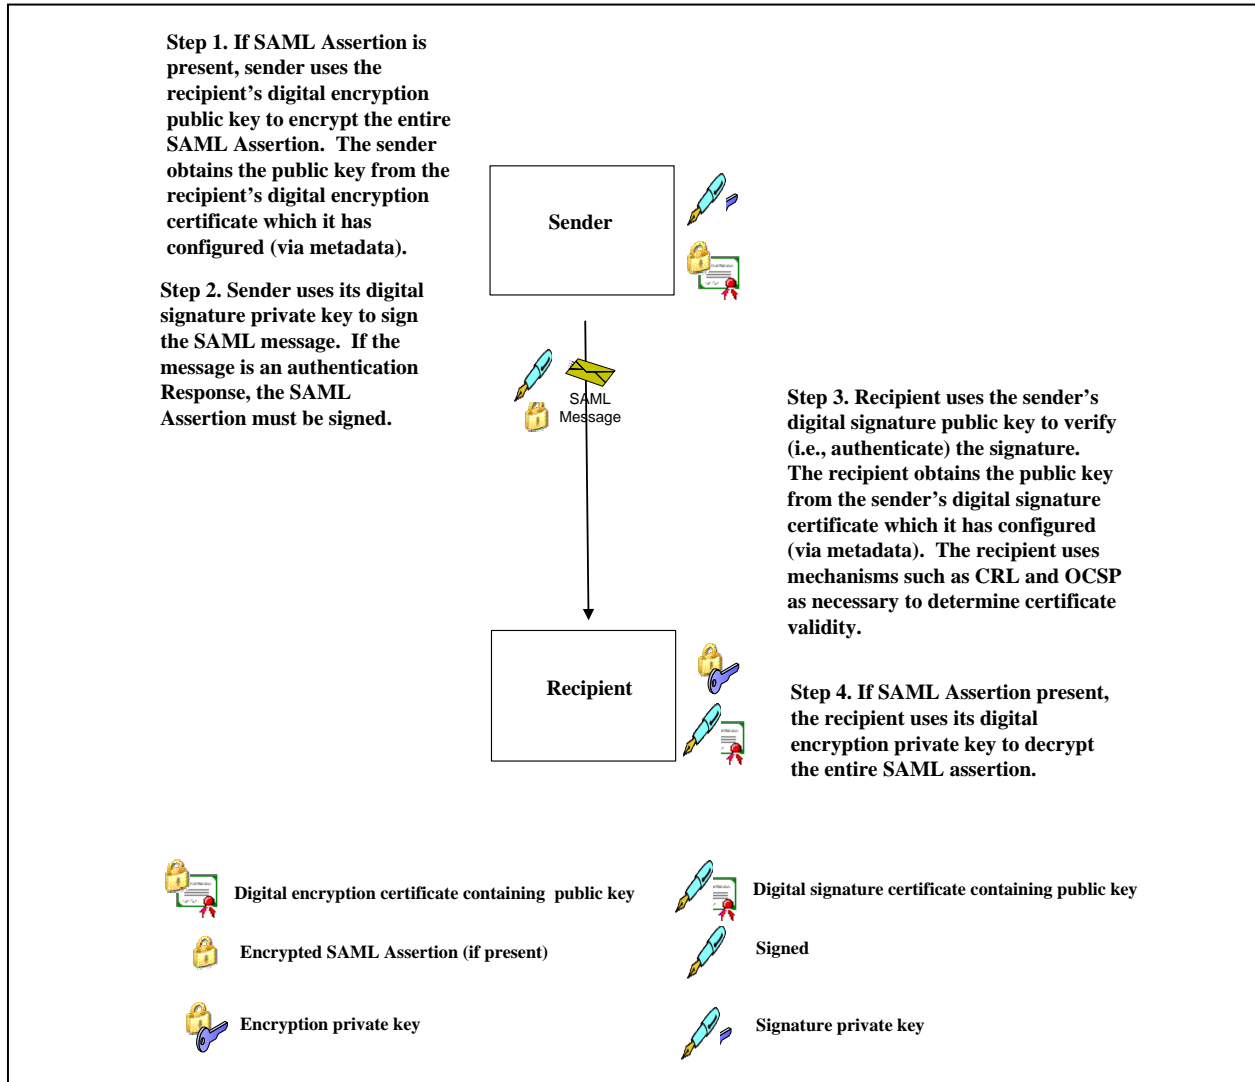 Step 1. If SAML Assertion is
present, sender uses the
recipient's digital encryption
public key to encrypt the entire
SAML Assertion.  The sender
obtains the public key from the
recipient's digital encryption
certificate which it has
configured (via metadata).
Step 2. Sender uses its digital
signature private key to sign
the SAML message.  If the
message is an authentication
Response, the SAML
Assertion must be signed.
Sender
SAML
Message
Step 3. Recipient uses the sender's
digital signature public key to verify
(i.e., authenticate) the signature.
The recipient obtains the public key
from the sender's digital signature
certificate which it has configured
(via metadata).  The recipient uses
mechanisms such as CRL and OCSP
as necessary to determine certificate
validity.
Recipient
Step 4. If SAML Assertion present,
the recipient uses its digital
encryption private key to decrypt
the entire SAML assertion.
Digital encryption certificate containing  public key
Digital signature certificate containing public key
Encrypted SAML Assertion (if present)
Signed
Encryption private key
Signature private key